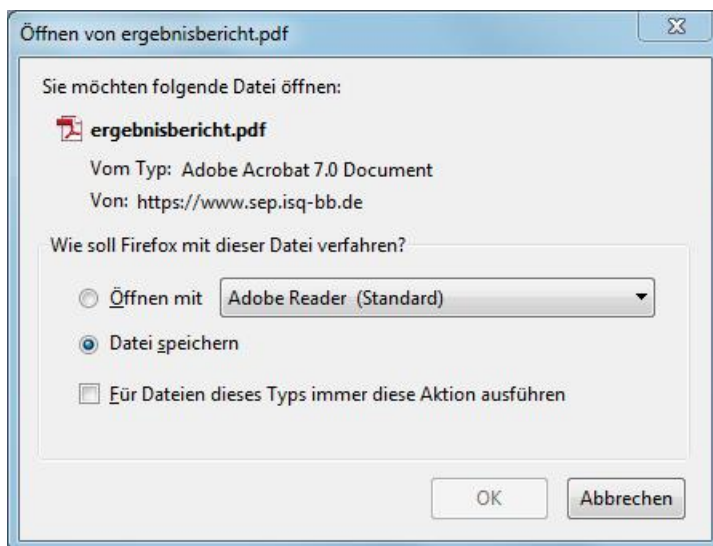 Öffnen von ergebnisbericht.pdf
Sie möchten folgende Datei öffnen:
ergebnisbericht.pdf
Vom Typ: Adobe Acrobat 7.0 Document
Von: https://www.sep.isq-bb.de
Wie soll Firefox mit dieser Datei verfahren?
Öffnen mit Adobe Reader (Standard)
Datei speichern
Für Dateien dieses Typs immer diese Aktion ausführen
OK Abbrechen